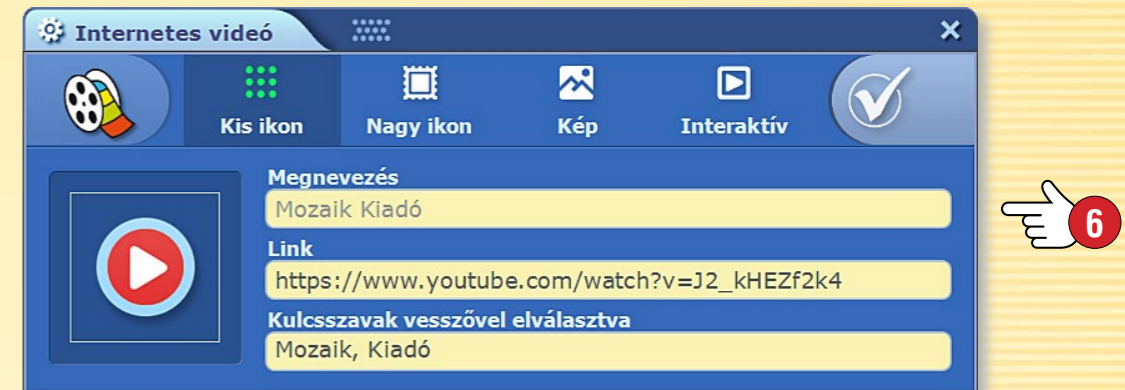 Internetes videó
Kis ikon
Nagy ikon
Kép
Interaktív
Megnevezés
Mozaik Kiadó
Link
https://www.youtube.com/watch?v=J2_kHEZf2k4
Kulcsszavak vesszővel elválasztva
Mozaik, Kiadó
6